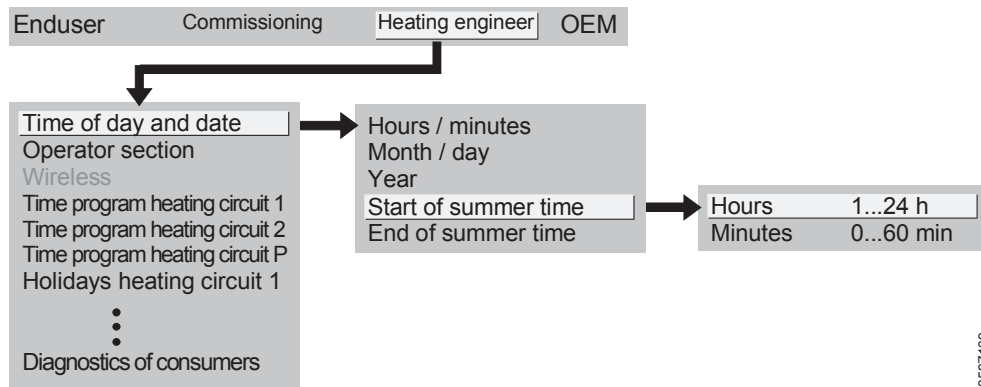 Enduser Commissioning Heating engineer OEM
Time of day and date
Operator section
Wireless
Time program heating circuit 1
Time program heating circuit 2
Time program heating circuit P
Holidays heating circuit 1
Diagnostics of consumers
Hours / minutes
Month / day
Year
Start of summer time
End of summer time
Hours 1...24 h
Minutes 0...60 min